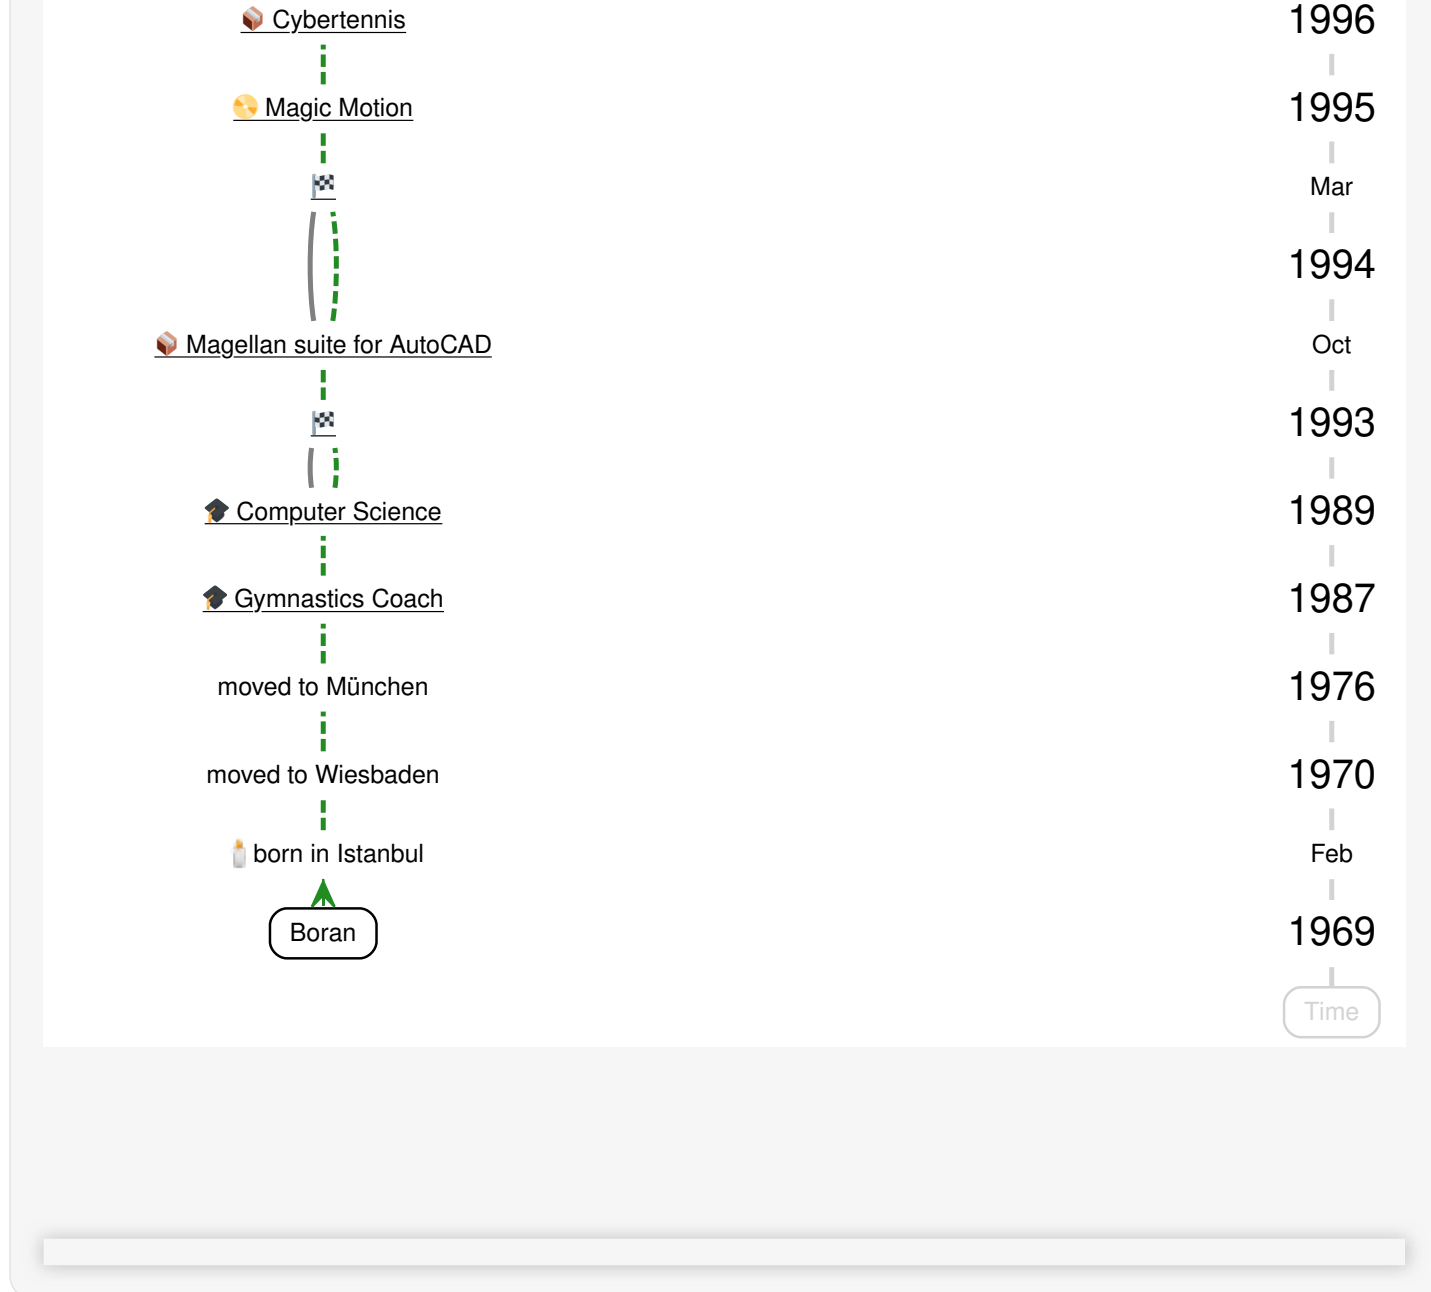 Cybertennis 1996
Magic Motion 1995
Mar
1994
Magellan suite for AutoCAD Oct
1993
Computer Science 1989
Gymnastics Coach 1987
moved to München 1976
moved to Wiesbaden 1970
born in Istanbul Feb
Boran 1969
Time